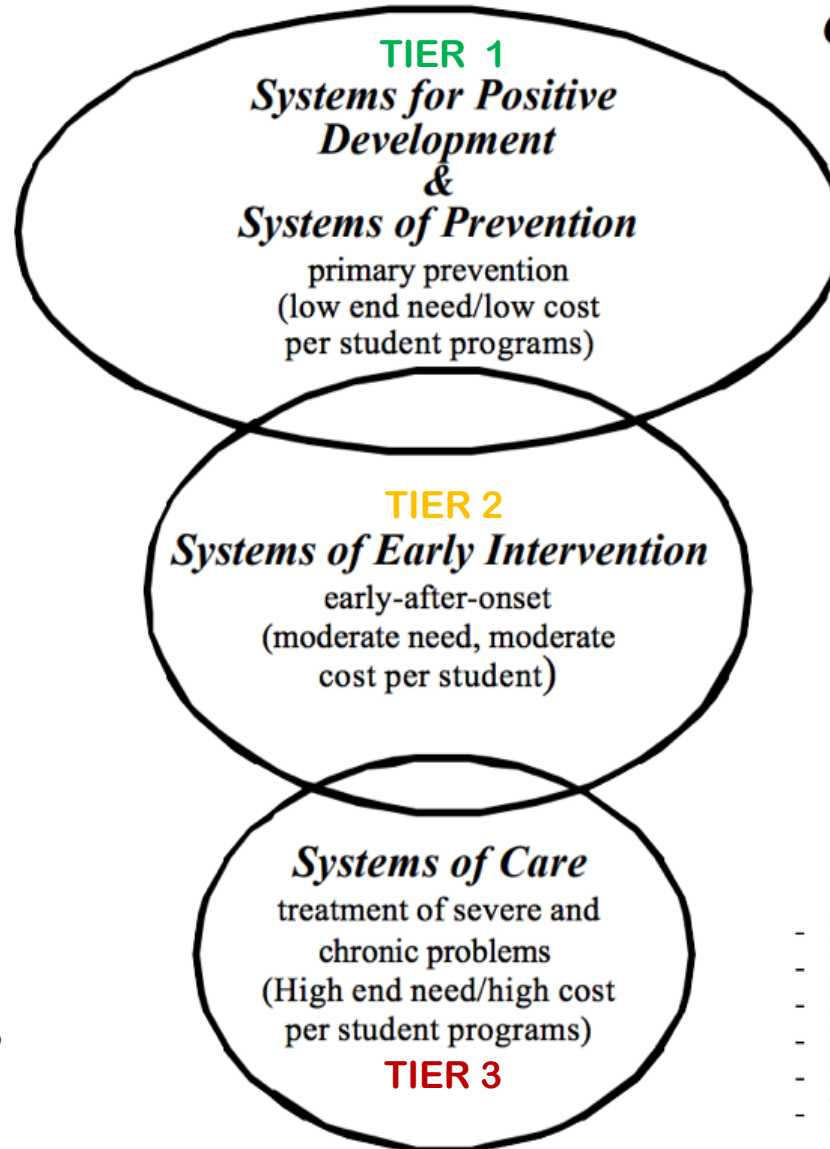 TIER 1
Systems for Positive
Development
&
Systems of Prevention
primary prevention
(low end need/low cost
per student programs)
TIER 2
Systems of Early Intervention
early-after-onset
(moderate need, moderate
cost per student)
Systems of Care
treatment of severe and
chronic problems
(High end need/high cost
per student programs)
TIER 3
-
-
-
-
-
-